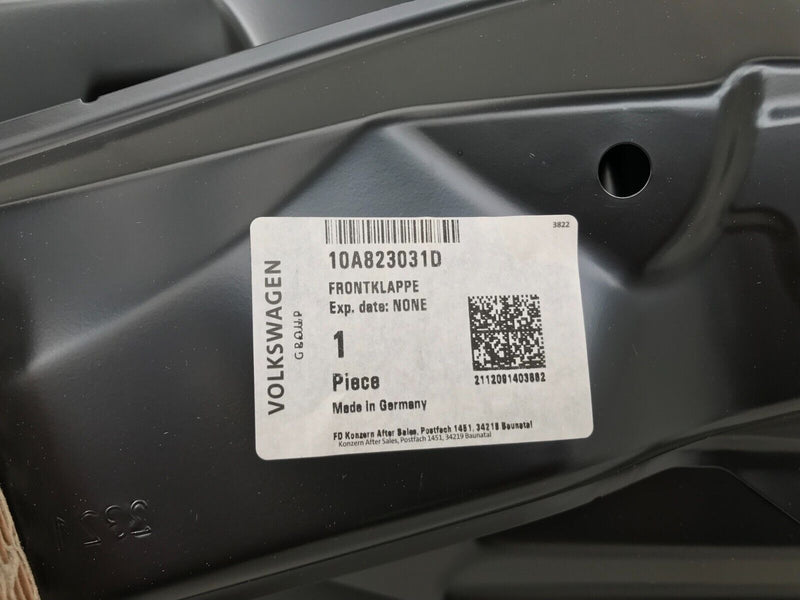 3822
10A823031D
FRONTKLAPPE
Exp. date: NONE
1
Piece
Made in Germany
2112091403882
FD Konzern After Sales, Postfach 1451, 34219 Baunatal
Konzern After Sales, Postfach 1451, 34219 Baunatal
VOLKSWAGEN
GROUP